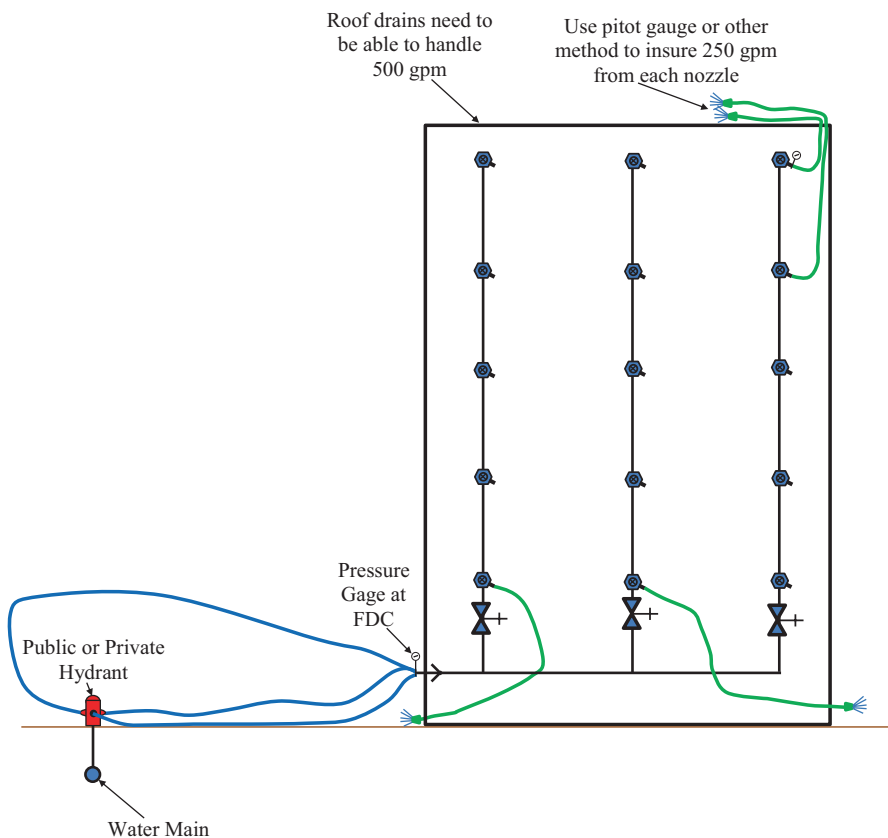 Roof drains need to
be able to handle
500 gpm
Use pitot gauge or other
method to insure 250 gpm
from each nozzle
Pressure
Gage at
FDC
Public or Private
Hydrant
Water Main